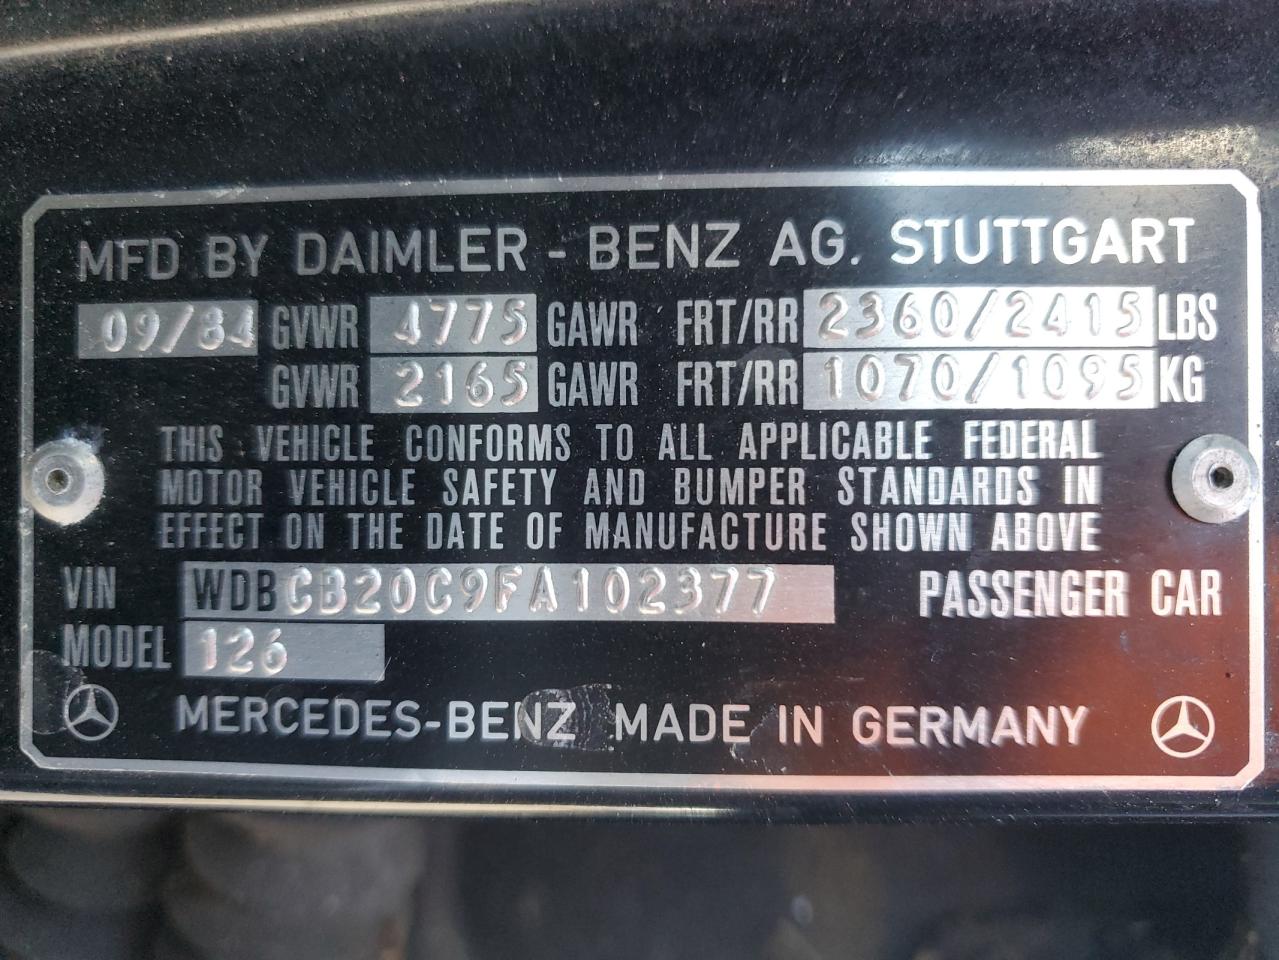 MFD BY DAIMLER - BENZ AG. STUTTGART
09/84 GVWR 4775 GAWR FRT/RR 2360/2415 LBS
GVWR 2165 GAWR FRT/RR 1070/1095 KG
THIS VEHICLE CONFORMS TO ALL APPLICABLE FEDERAL
MOTOR VEHICLE SAFETY AND BUMPER STANDARDS IN
EFFECT ON THE DATE OF MANUFACTURE SHOWN ABOVE
VIN WDBCB20C9FA102377 PASSENGER CAR
MODEL 126
MERCEDES-BENZ MADE IN GERMANY